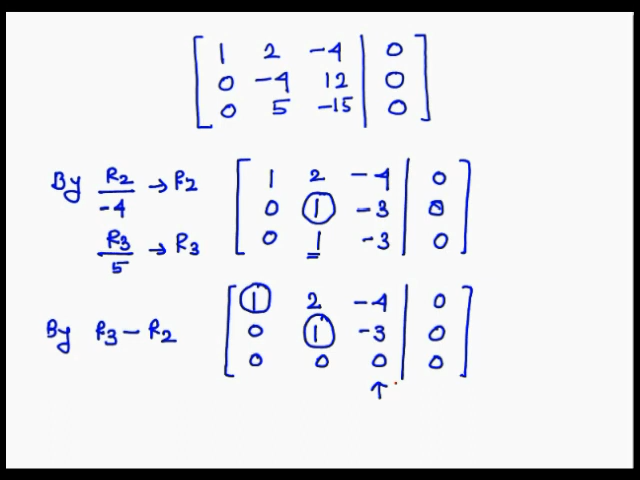 1 2 -4 | 0
0 -4 12 | 0
0 5 -15 | 0
By R2/-4 → R2
R3/5 → R3
1 2 -4 | 0
0 1 -3 | 0
0 1 -3 | 0
By R3 - R2
1 2 -4 | 0
0 1 -3 | 0
0 0 0 | 0
↑